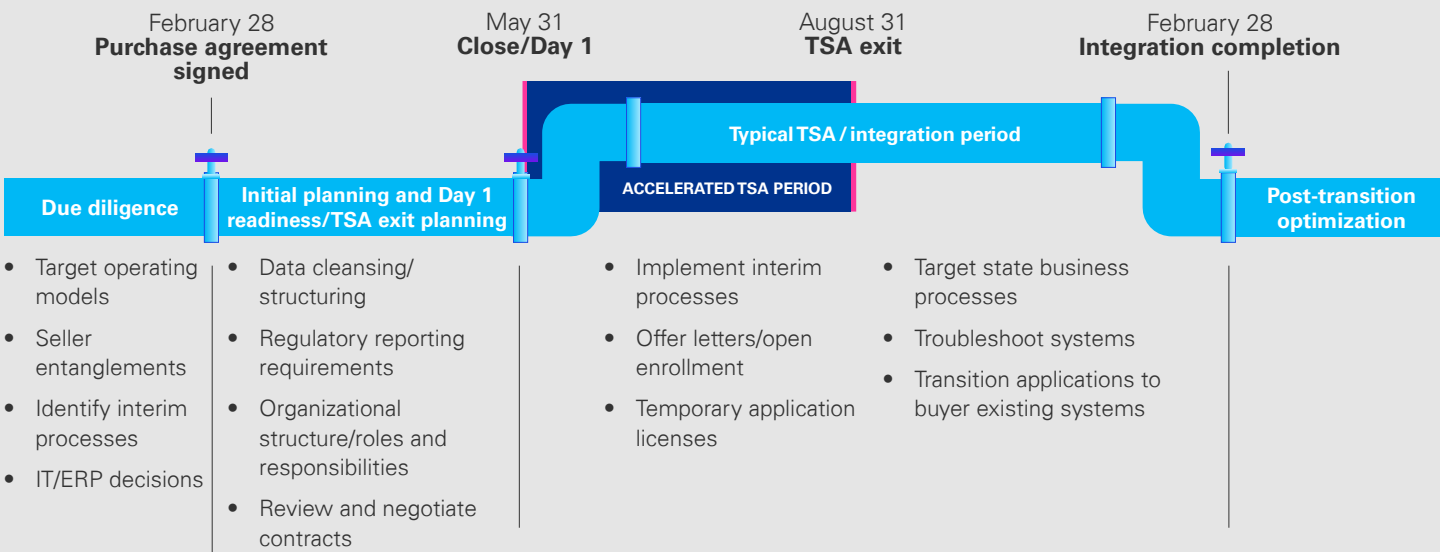 February 28
Purchase agreement
signed
May 31
Close/Day 1
August 31
TSA exit
February 28
Integration completion
Typical TSA / integration period
ACCELERATED TSA PERIOD
Due diligence
Initial planning and Day 1
readiness/TSA exit planning
Post-transition
optimization
• Target operating
models
• Seller
entanglements
• Identify interim
processes
• IT/ERP decisions
• Data cleansing/
structuring
• Regulatory reporting
requirements
• Organizational
structure/roles and
responsibilities
• Review and negotiate
contracts
• Implement interim
processes
• Offer letters/open
enrollment
• Temporary application
licenses
• Target state business
processes
• Troubleshoot systems
• Transition applications to
buyer existing systems